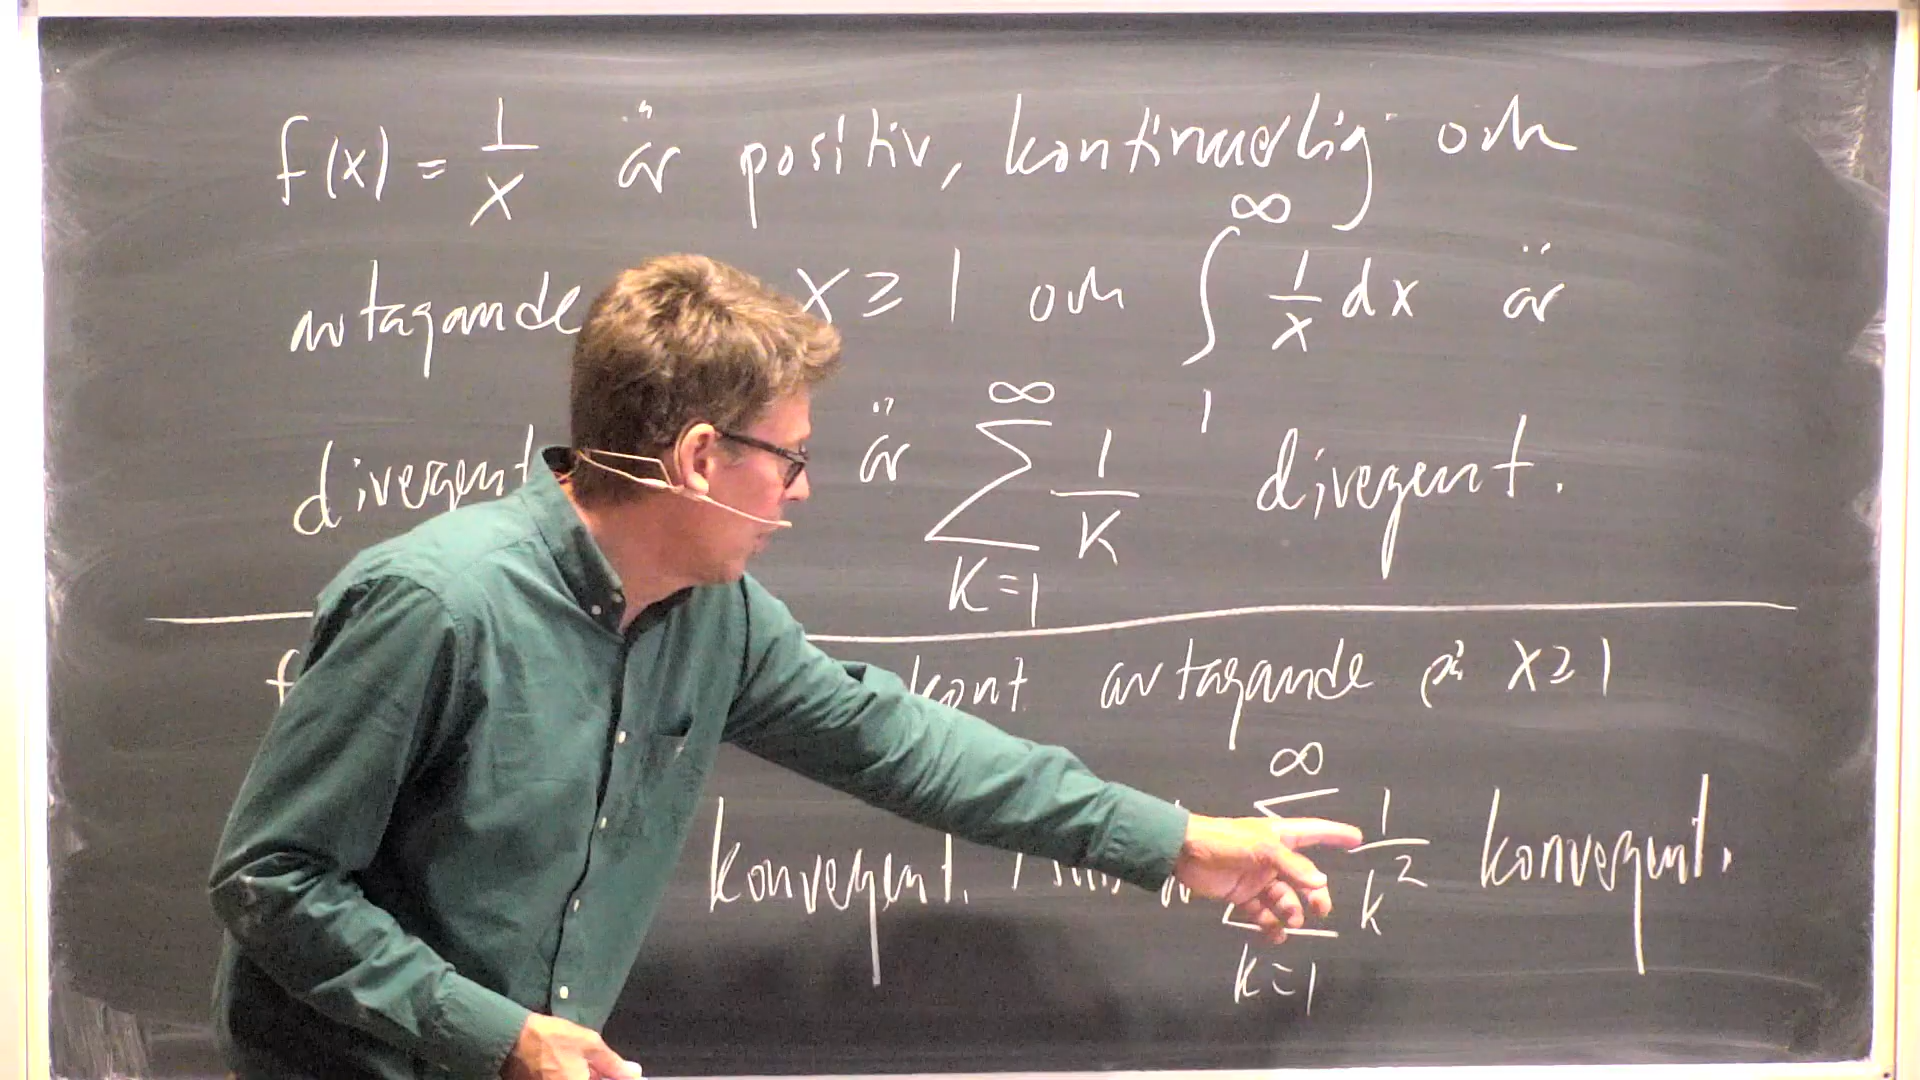 f(x) = 1/x är positiv, kontinuerlig och
avtagande x ≥ 1 och ∫₁^∞ 1/x dx är
divergent är ∑_{k=1}^∞ 1/k divergent.
f kont avtagande på x ≥ 1
konvergent. ∑_{k=1}^∞ 1/k² konvergent.